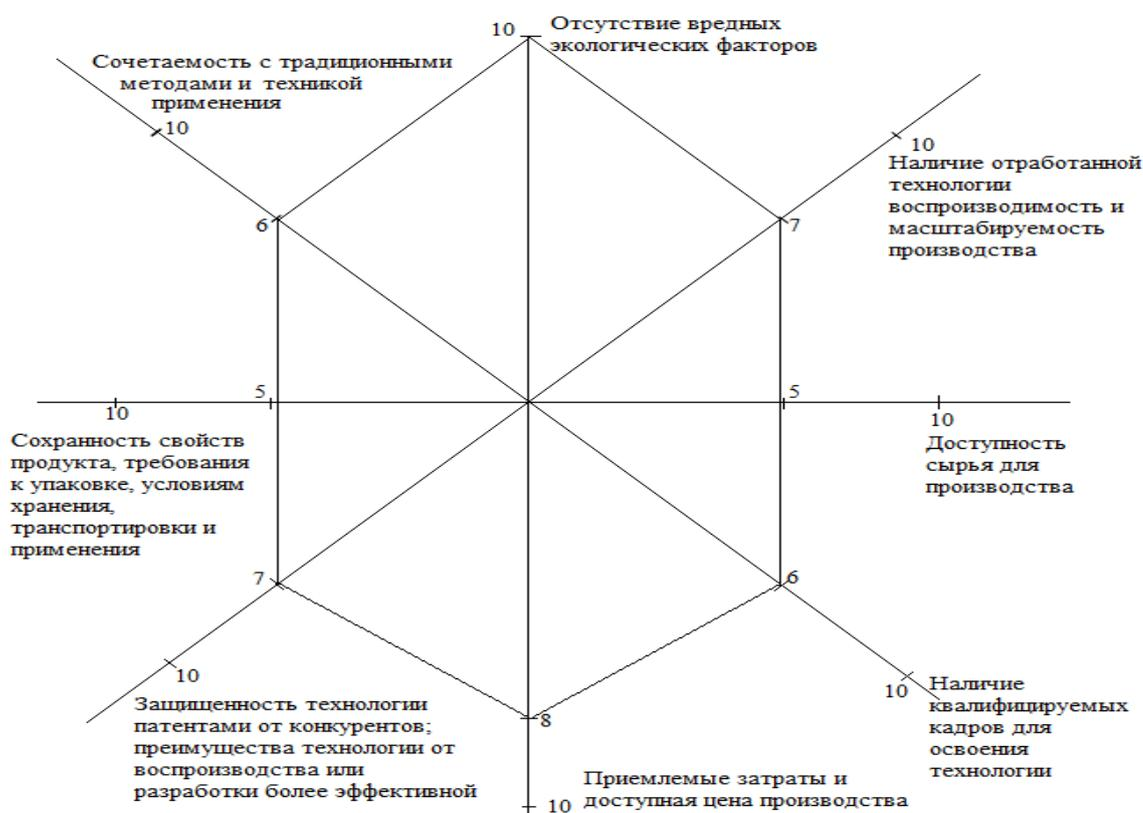 10
Отсутствие вредных
экологических факторов
Сочетаемость с традиционными
методами и техникой
применения
10
10
Наличие отработанной
технологии
воспроизводимость и
масштабируемость
производства
6
7
5
5
10
10
Сохранность свойств
продукта, требования
к упаковке, условиям
хранения,
транспортировки и
применения
Доступность
сырья для
производства
7
6
10
10
Защищенность технологии
патентами от конкурентов;
преимущества технологии от
воспроизводства или
разработки более эффективной
Наличие
квалифицируемых
кадров для
освоения
технологии
8
10
Приемлемые затраты и
доступная цена производства